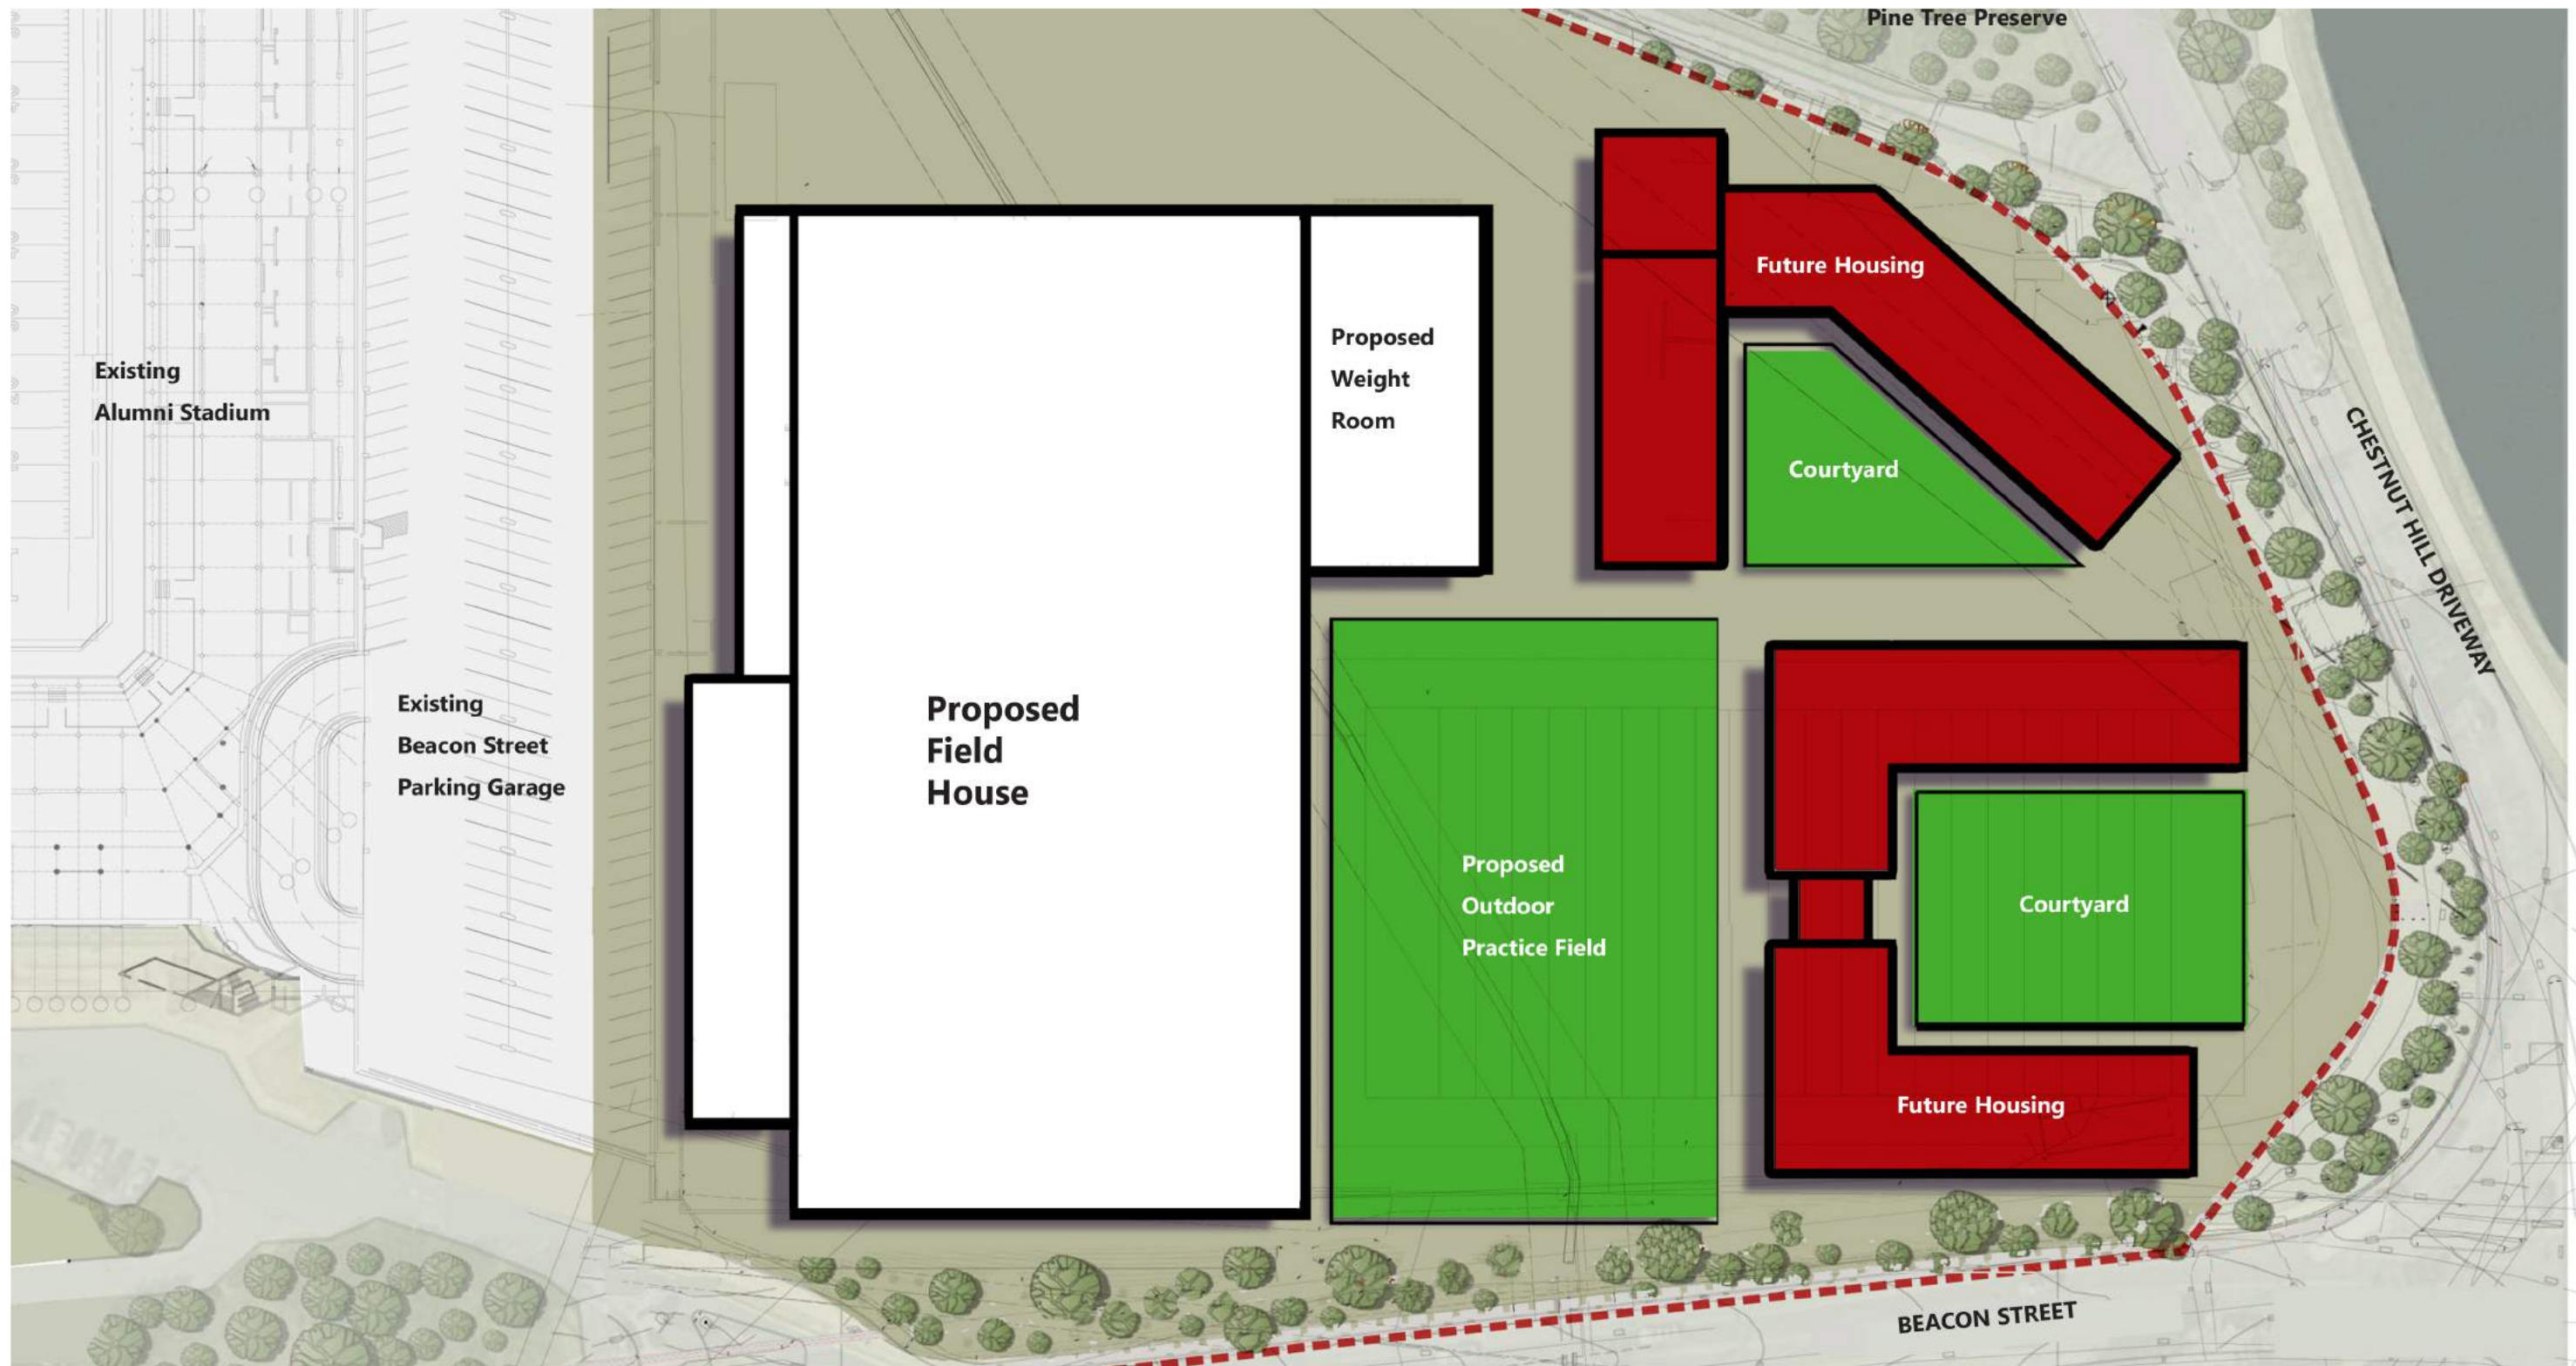 Pine Tree Preserve
Future Housing
Proposed
Weight
Room
Existing
Alumni Stadium
Courtyard
CHESTNUT HILL DRIVEWAY
Existing
Beacon Street
Parking Garage
Proposed
Field
House
Proposed
Outdoor
Practice Field
Courtyard
Future Housing
BEACON STREET